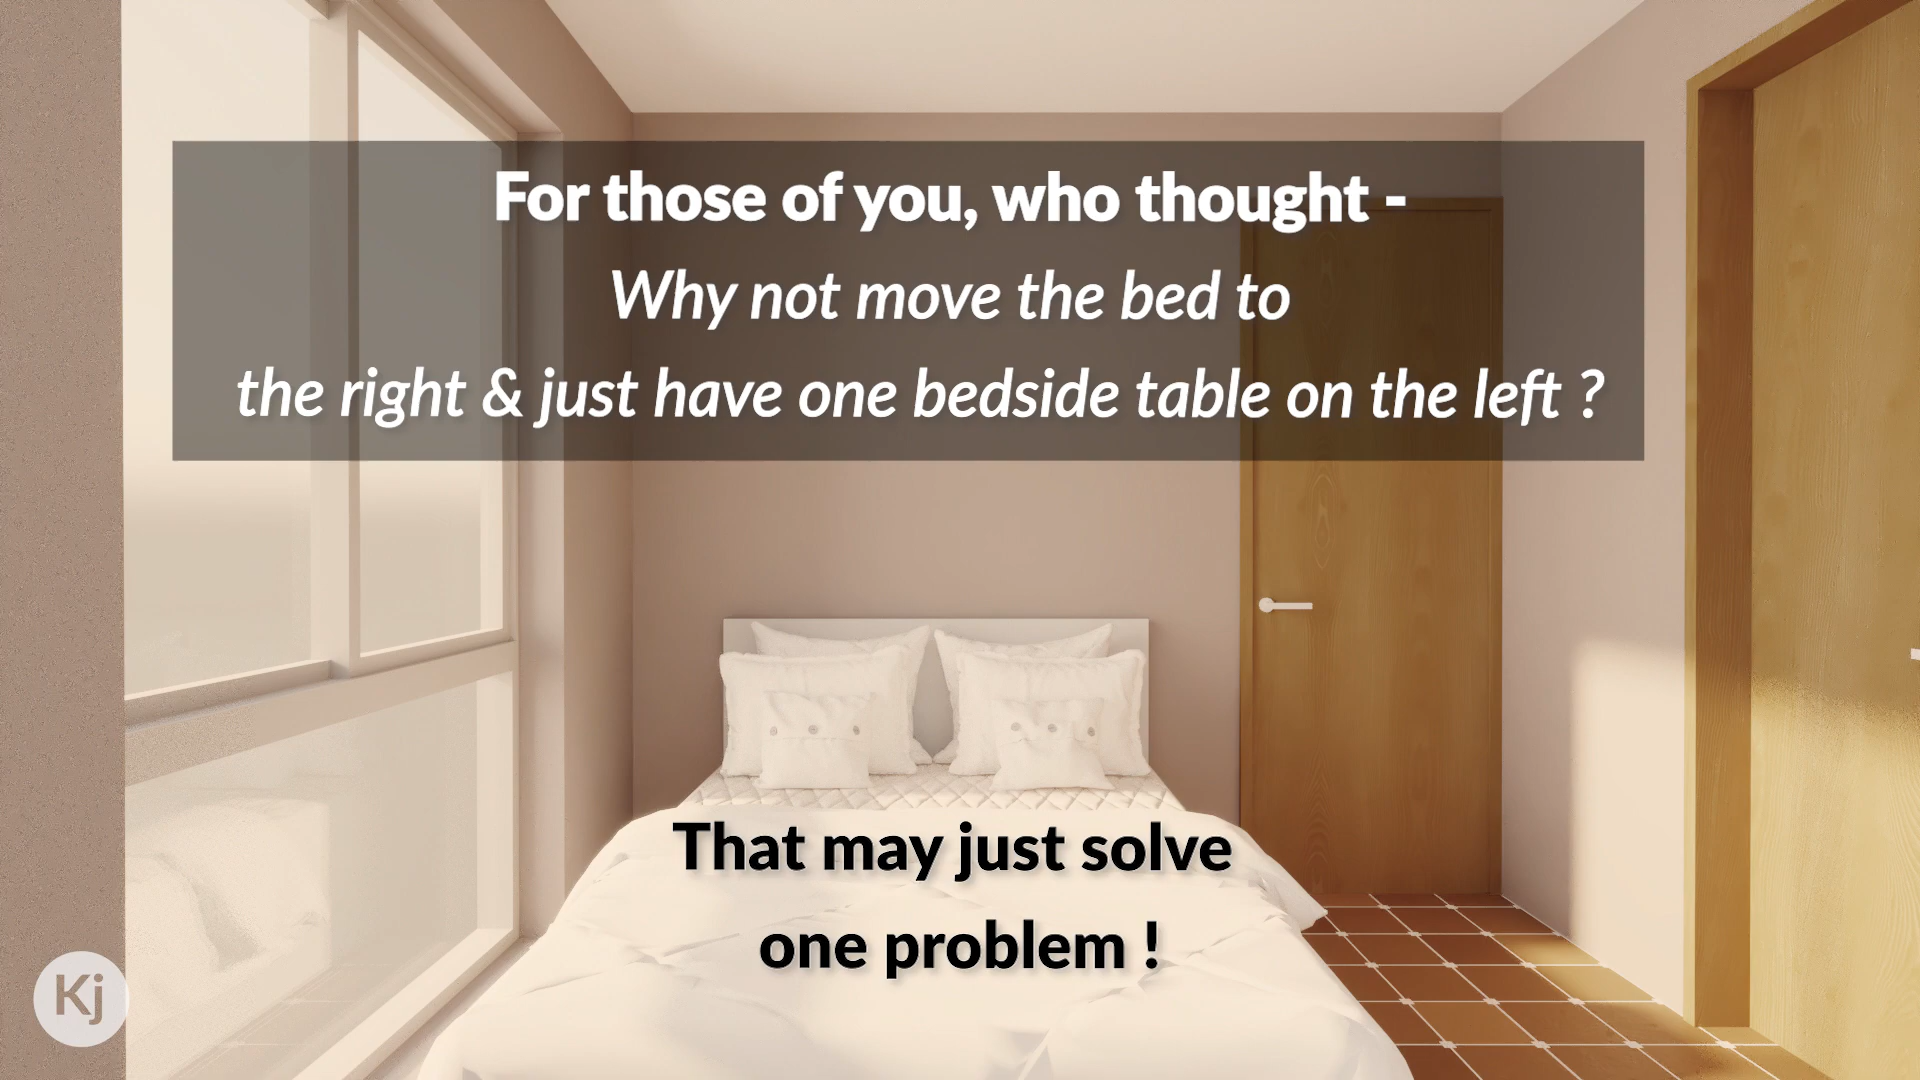 For those of you, who thought -
Why not move the bed to
the right & just have one bedside table on the left ?
That may just solve
one problem !
Kj